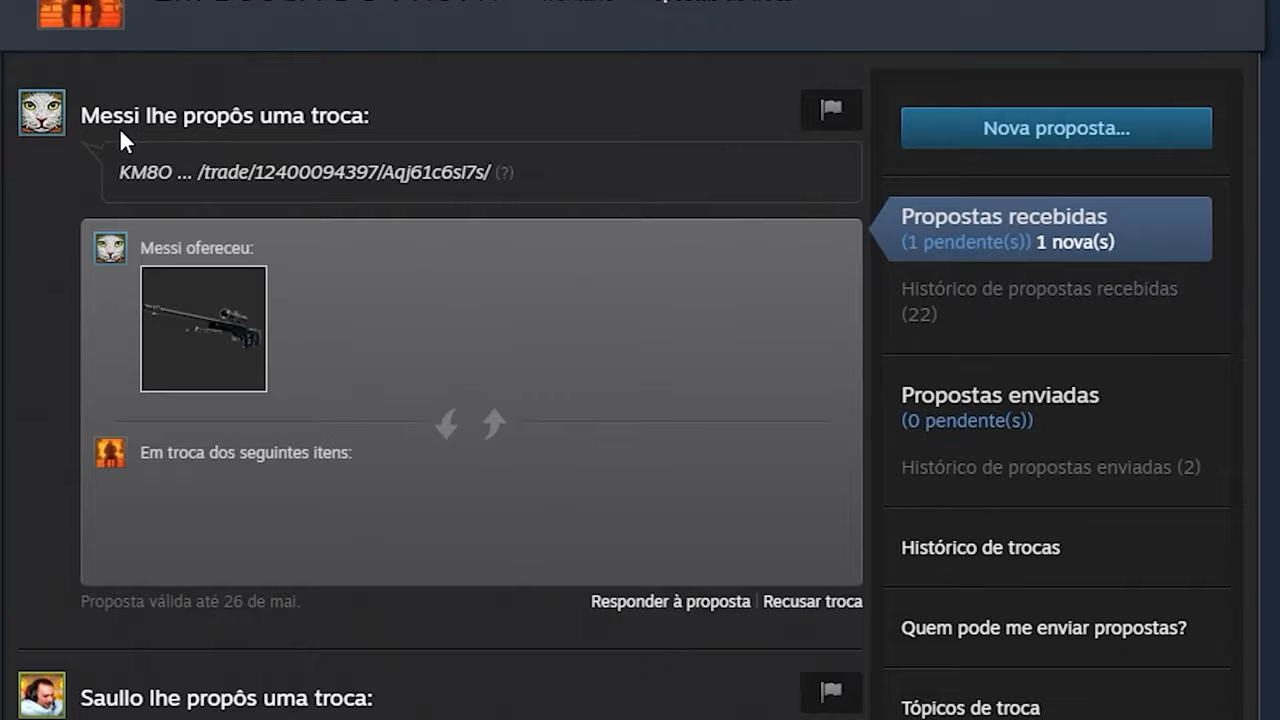 Messi lhe propôs uma troca:
KM8O ... /trade/12400094397/Aqj61c6sI7s/ (?)
Messi ofereceu:
Em troca dos seguintes itens:
Proposta válida até 26 de mai.
Responder à proposta | Recusar troca
Saullo lhe propôs uma troca:
Nova proposta...
Propostas recebidas
(1 pendente(s)) 1 nova(s)
Histórico de propostas recebidas
(22)
Propostas enviadas
(0 pendente(s))
Histórico de propostas enviadas (2)
Histórico de trocas
Quem pode me enviar propostas?
Tópicos de troca